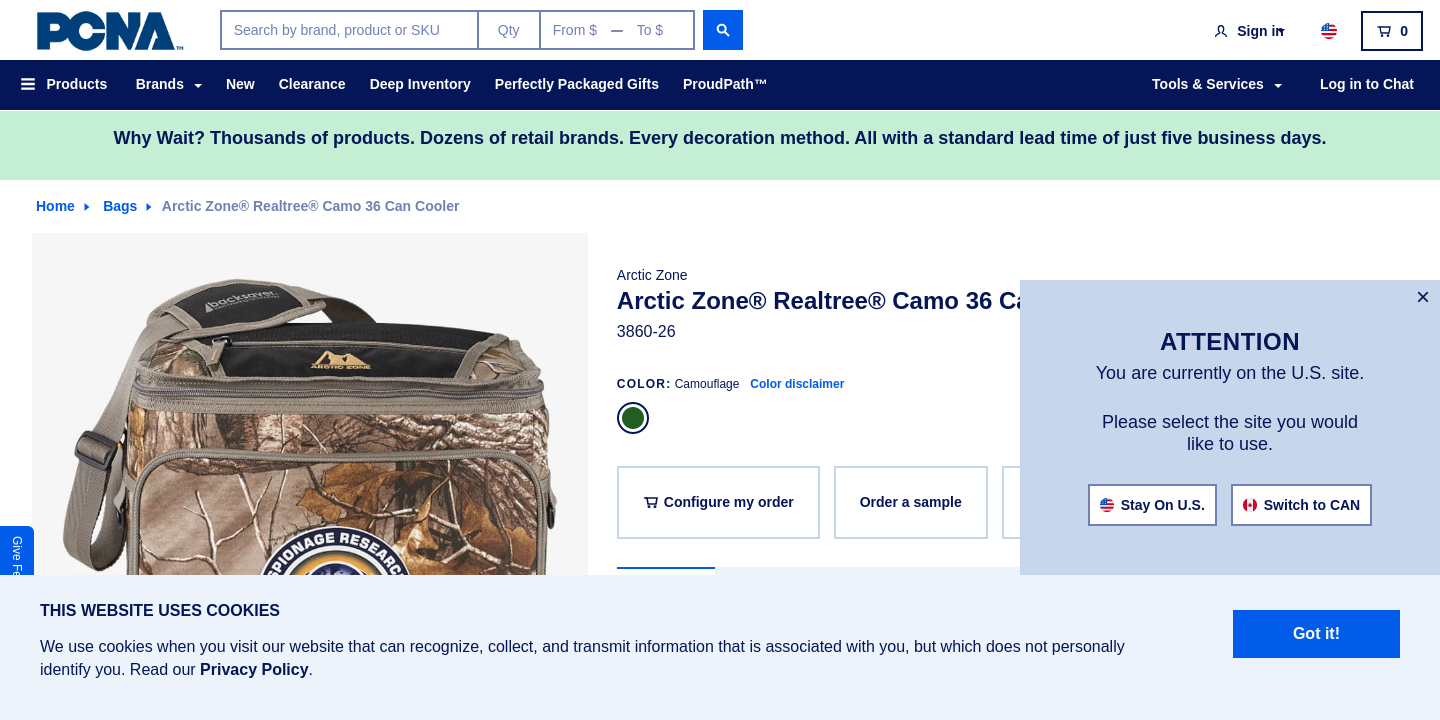 PCNA™
Search by brand, product or SKU
Qty
From $ — To $
Sign in
0
Products
Brands
New
Clearance
Deep Inventory
Perfectly Packaged Gifts
ProudPath™
Tools & Services
Log in to Chat
Why Wait? Thousands of products. Dozens of retail brands. Every decoration method. All with a standard lead time of just five business days.
Home
Bags
Arctic Zone® Realtree® Camo 36 Can Cooler
backsaver
ARCTIC ZONE
ESPIONAGE RESEARCH
Arctic Zone
Arctic Zone® Realtree® Camo 36
3860-26
COLOR: Camouflage Color disclaimer
Configure my order
Order a sample
×
ATTENTION
You are currently on the U.S. site.
Please select the site you would
like to use.
Stay On U.S.
Switch to CAN
Give
THIS WEBSITE USES COOKIES
We use cookies when you visit our website that can recognize, collect, and transmit information that is associated with you, but which does not personally
identify you. Read our Privacy Policy.
Got it!